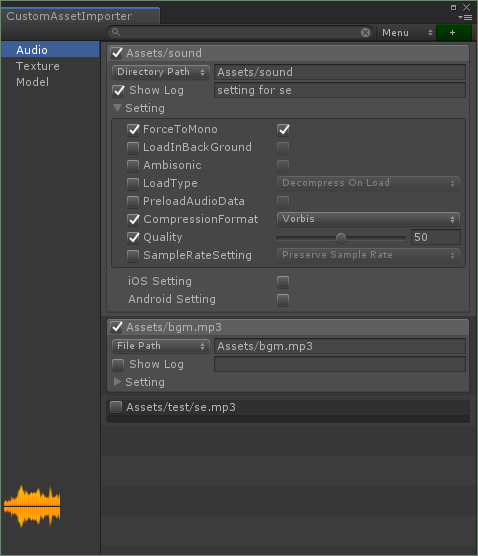 CustomAssetImporter
Menu +
Audio
Texture
Model
Assets/sound
Directory Path Assets/sound
Show Log setting for se
Setting
ForceToMono
LoadInBackGround
Ambisonic
LoadType Decompress On Load
PreloadAudioData
CompressionFormat Vorbis
Quality 50
SampleRateSetting Preserve Sample Rate
iOS Setting
Android Setting
Assets/bgm.mp3
File Path Assets/bgm.mp3
Show Log
Setting
Assets/test/se.mp3